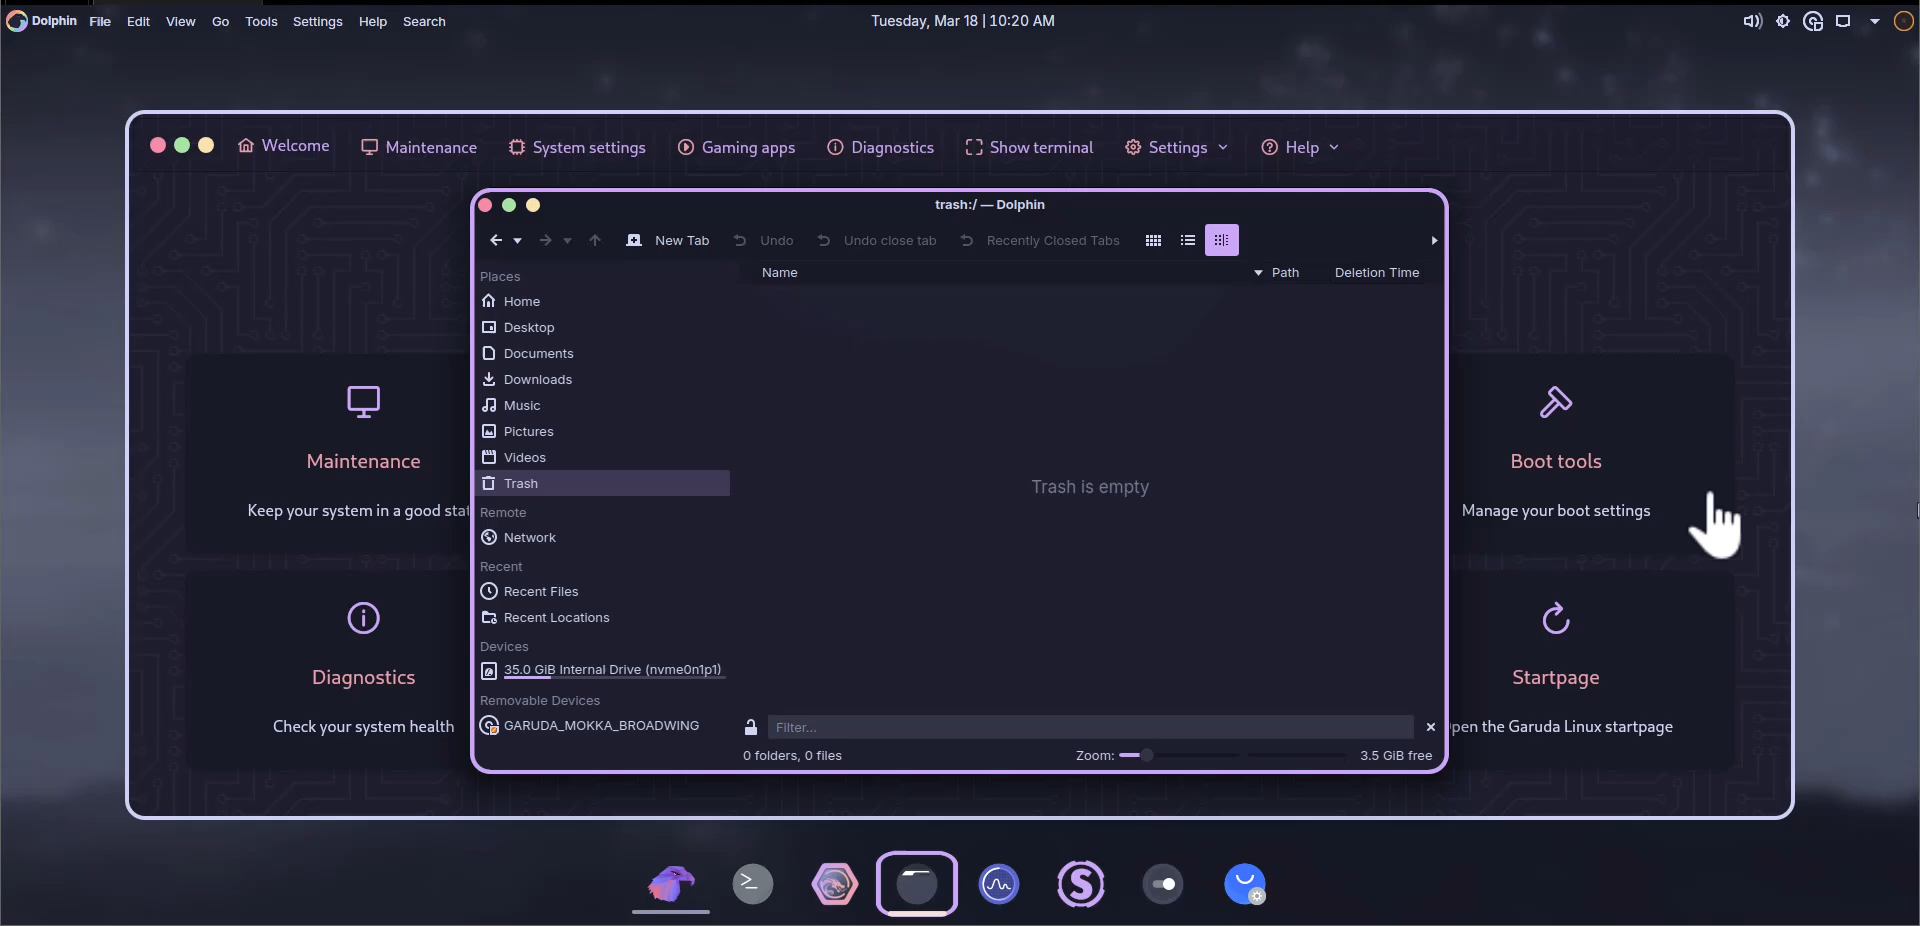 Dolphin File Edit View Go Tools Settings Help Search
Tuesday, Mar 18 | 10:20 AM
Welcome Maintenance System settings Gaming apps Diagnostics Show terminal Settings Help
trash:/ — Dolphin
New Tab Undo Undo close tab Recently Closed Tabs
Places
Name Path Deletion Time
Home
Desktop
Documents
Downloads
Music
Pictures
Videos
Trash
Trash is empty
Remote
Network
Recent
Recent Files
Recent Locations
Devices
35.0 GiB Internal Drive (nvme0n1p1)
Removable Devices
GARUDA_MOKKA_BROADWING
Filter...
0 folders, 0 files
Zoom:
3.5 GiB free
Maintenance
Keep your system in a good
Diagnostics
Check your system health
Boot tools
Manage your boot settings
Startpage
the Garuda Linux startpage